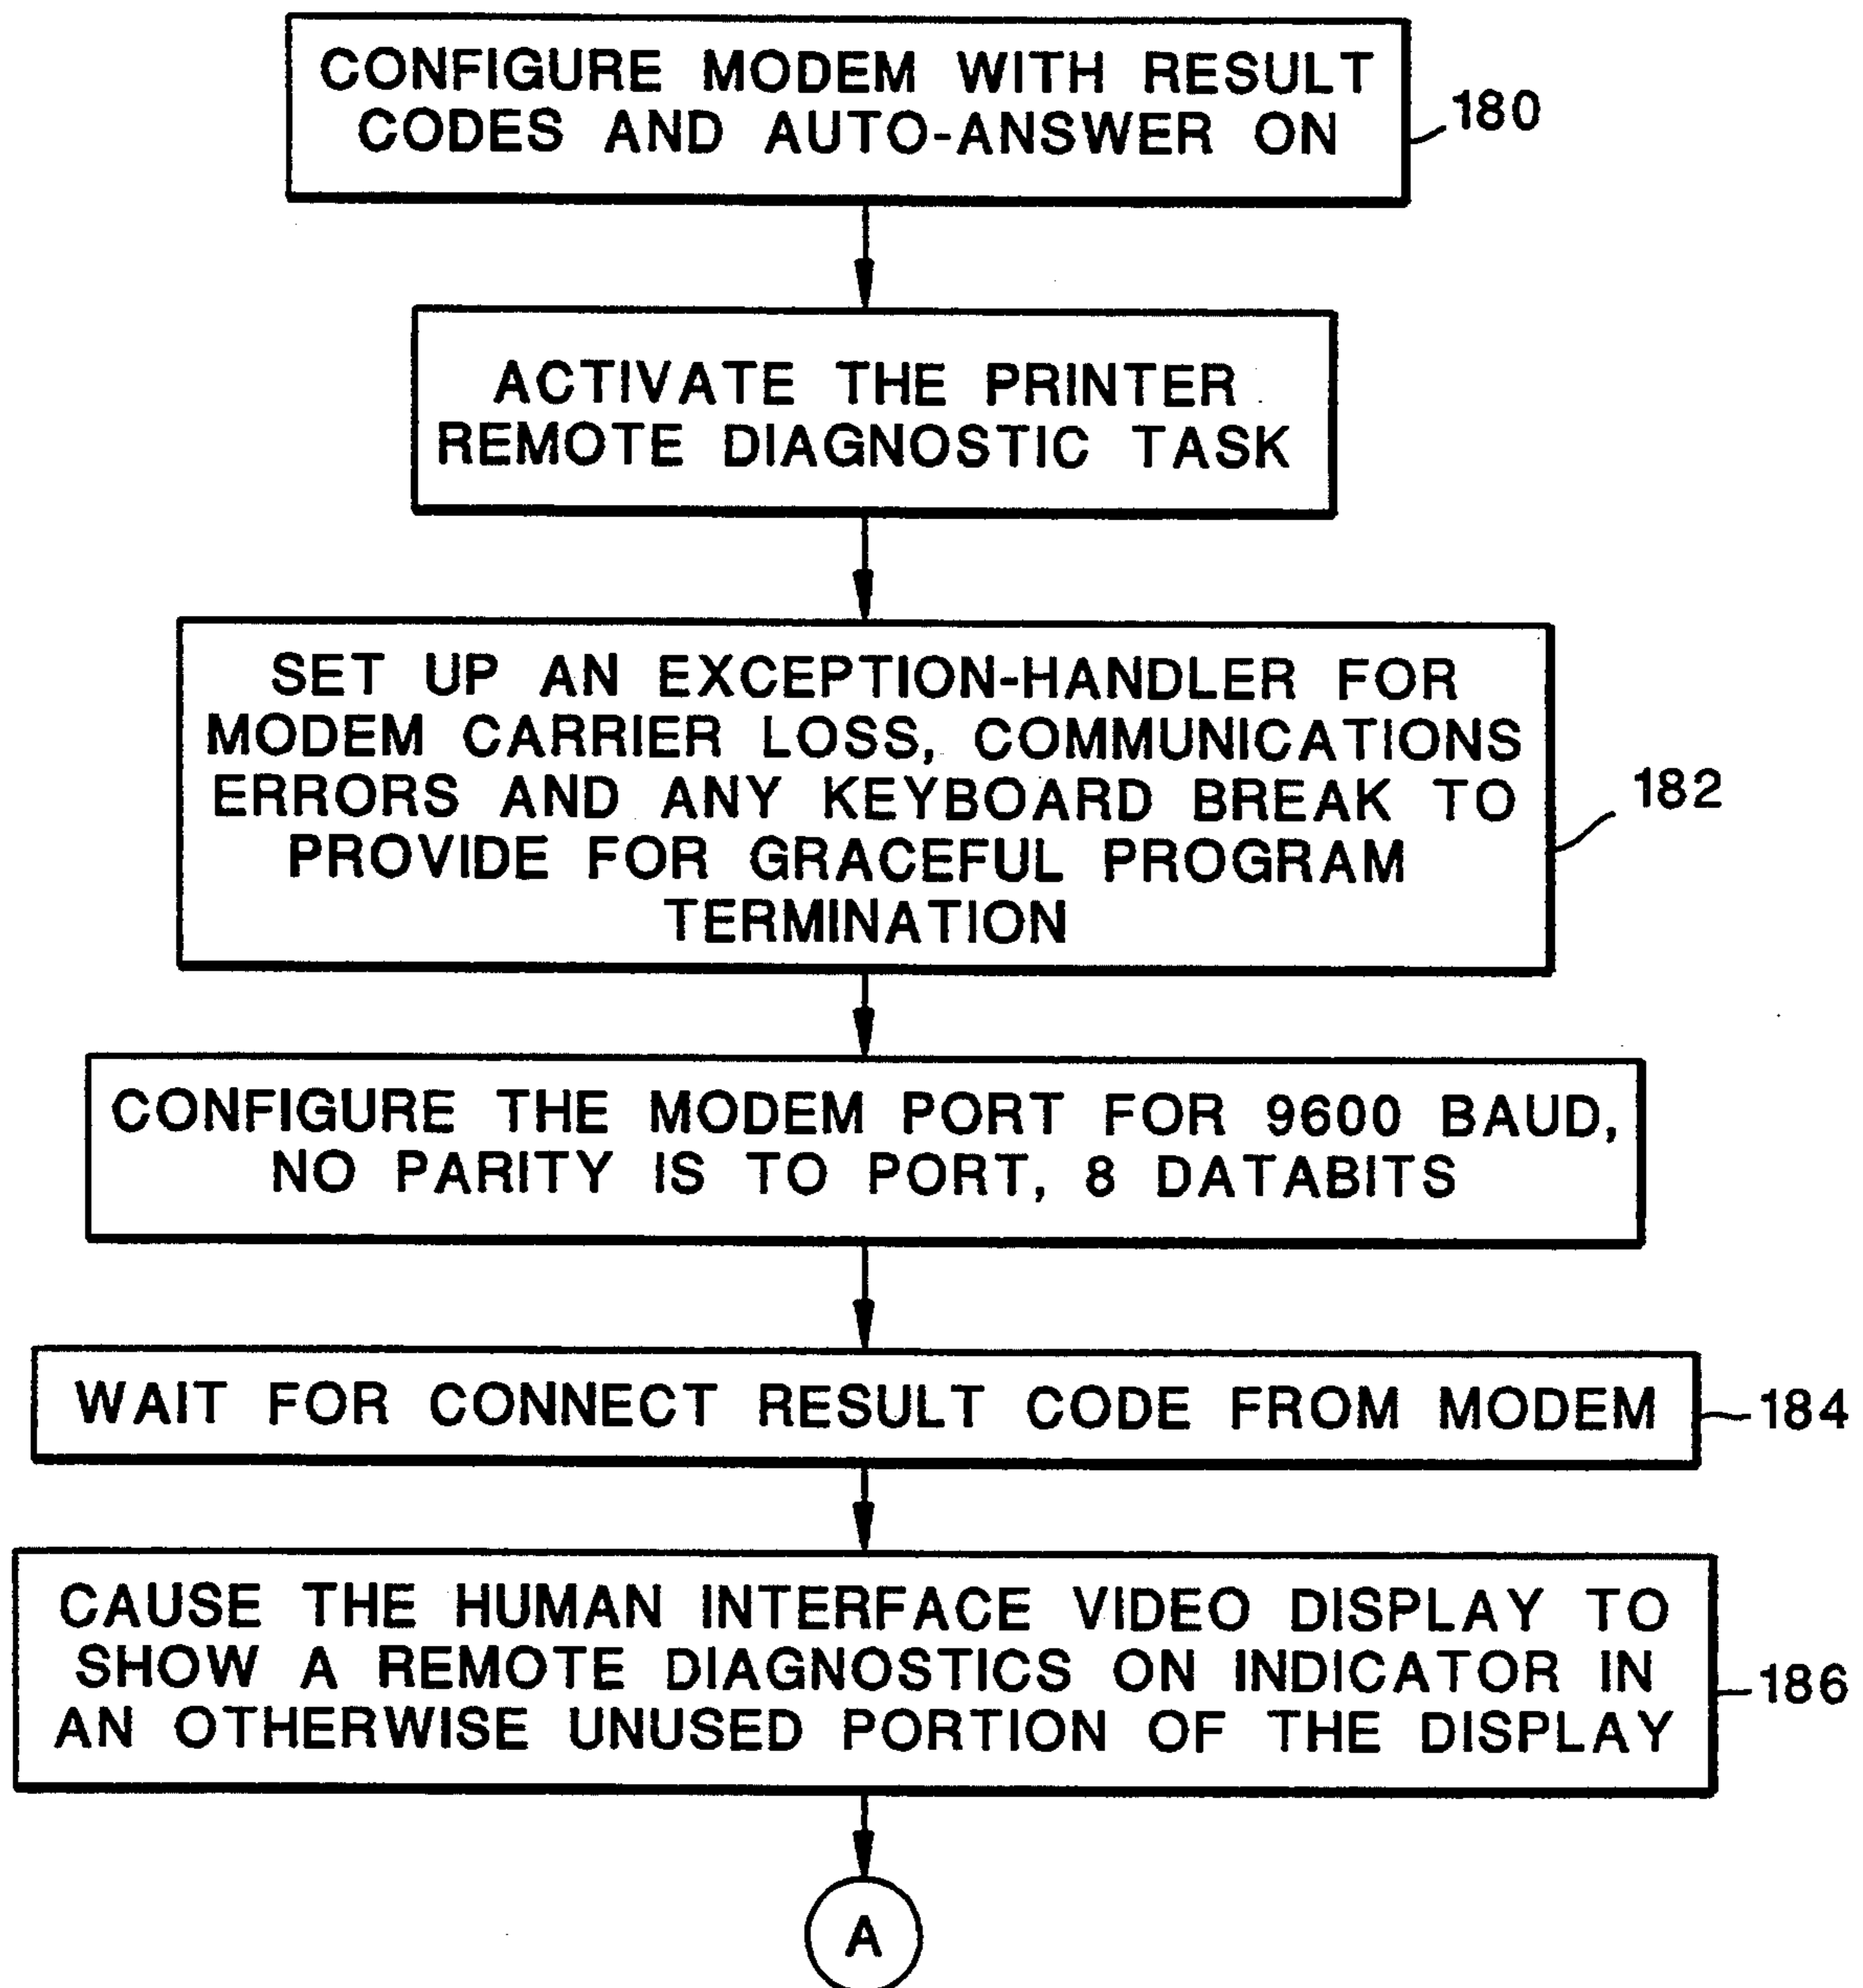 CONFIGURE MODEM WITH RESULT
CODES AND AUTO-ANSWER ON
180
ACTIVATE THE PRINTER
REMOTE DIAGNOSTIC TASK
SET UP AN EXCEPTION-HANDLER FOR
MODEM CARRIER LOSS, COMMUNICATIONS
ERRORS AND ANY KEYBOARD BREAK TO
PROVIDE FOR GRACEFUL PROGRAM
TERMINATION
182
CONFIGURE THE MODEM PORT FOR 9600 BAUD,
NO PARITY IS TO PORT, 8 DATABITS
WAIT FOR CONNECT RESULT CODE FROM MODEM
184
CAUSE THE HUMAN INTERFACE VIDEO DISPLAY TO
SHOW A REMOTE DIAGNOSTICS ON INDICATOR IN
AN OTHERWISE UNUSED PORTION OF THE DISPLAY
186
A